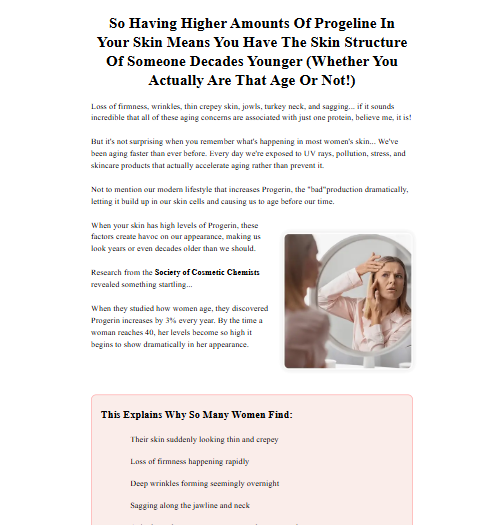 So Having Higher Amounts Of Progeline In
Your Skin Means You Have The Skin Structure
Of Someone Decades Younger (Whether You
Actually Are That Age Or Not!)
Loss of firmness, wrinkles, thin crepey skin, jowls, turkey neck, and sagging... if it sounds
incredible that all of these aging concerns are associated with just one protein, believe me, it is!
But it's not surprising when you remember what's happening in most women's skin... We've
been aging faster than ever before. Every day we're exposed to UV rays, pollution, stress, and
skincare products that actually accelerate aging rather than prevent it.
Not to mention our modern lifestyle that increases Progerin, the "bad"production dramatically,
letting it build up in our skin cells and causing us to age before our time.
When your skin has high levels of Progerin, these
factors create havoc on our appearance, making us
look years or even decades older than we should.
Research from the Society of Cosmetic Chemists
revealed something startling...
When they studied how women age, they discovered
Progerin increases by 3% every year. By the time a
woman reaches 40, her levels become so high it
begins to show dramatically in her appearance.
This Explains Why So Many Women Find:
Their skin suddenly looking thin and crepey
Loss of firmness happening rapidly
Deep wrinkles forming seemingly overnight
Sagging along the jawline and neck